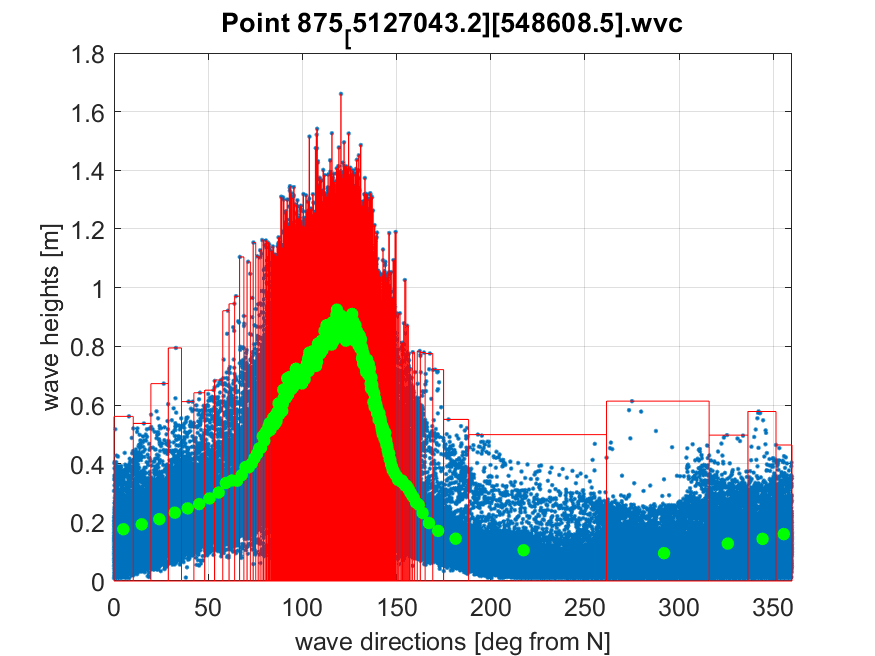 Point 875[5127043.2][548608.5].wvc
1.8
1.6
1.4
1.2
1
0.8
0.6
0.4
0.2
0
wave heights [m]
0 50 100 150 200 250 300 350
wave directions [deg from N]